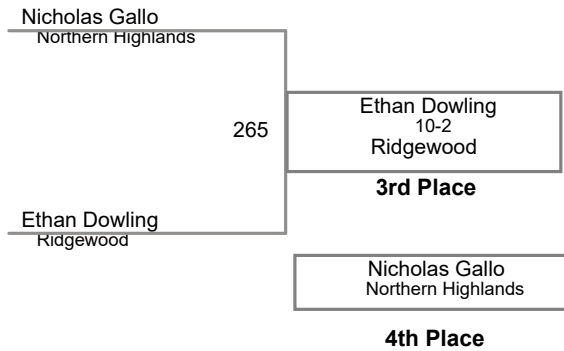 Nicholas Gallo
Northern Highlands
265
Ethan Dowling
10-2
Ridgewood
3rd Place
Ethan Dowling
Ridgewood
Nicholas Gallo
Northern Highlands
4th Place